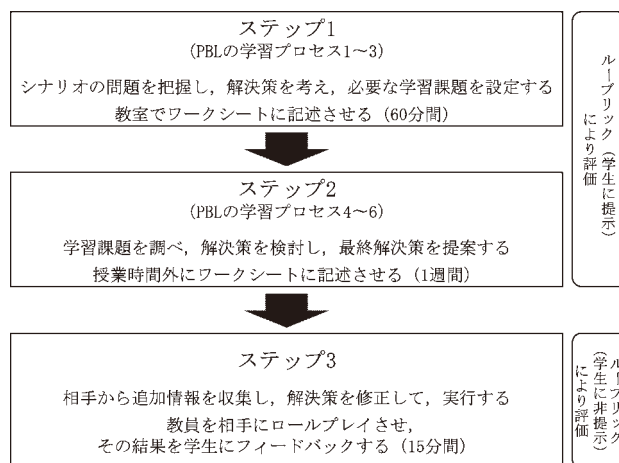 ステップ1
(PBLの学習プロセス1～3)
シナリオの問題を把握し，解決策を考え，必要な学習課題を設定する
教室でワークシートに記述させる (60分間)
ルーブリック (学生に提示)
により評価
ステップ2
(PBLの学習プロセス4～6)
学習課題を調べ，解決策を検討し，最終解決策を提案する
授業時間外にワークシートに記述させる (1週間)
ステップ3
相手から追加情報を収集し，解決策を修正して，実行する
教員を相手にロールプレイさせ，
その結果を学生にフィードバックする (15分間)
ルーブリック
(学生に非提示)
により評価